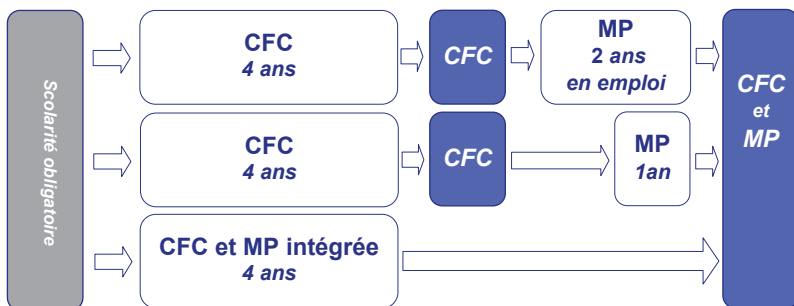 Scolarité obligatoire
CFC
4 ans
CFC
MP
2 ans
en emploi
CFC
4 ans
CFC
MP
1an
CFC et MP intégrée
4 ans
CFC
et
MP